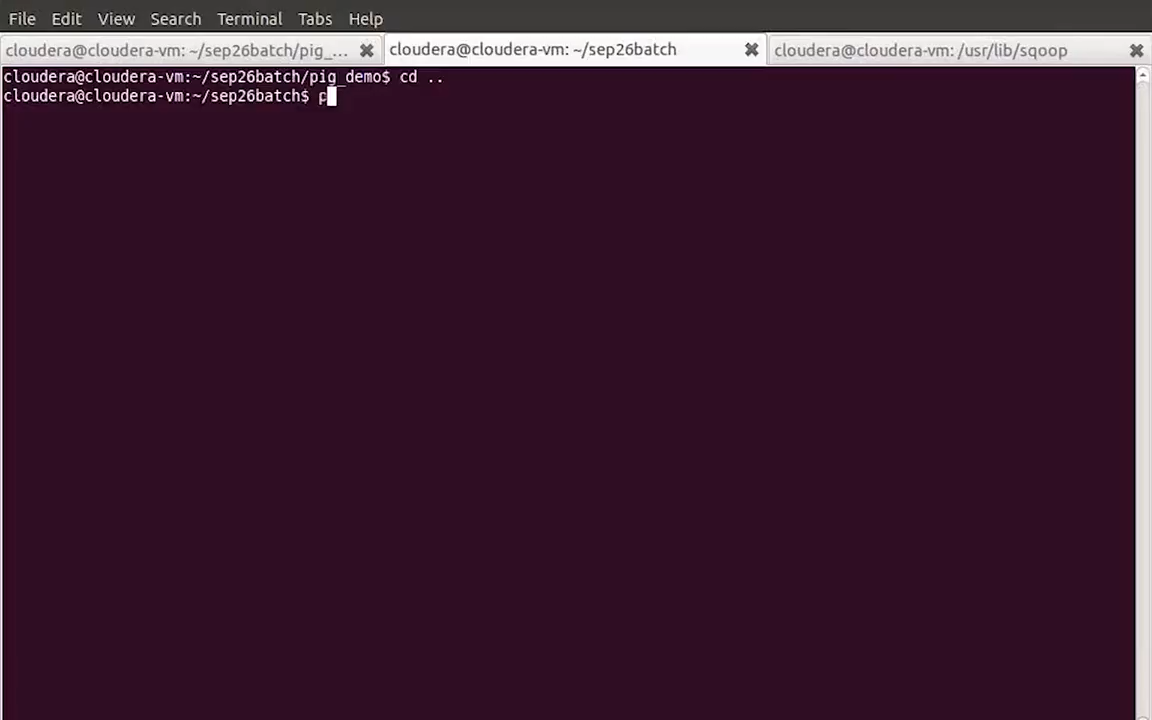 File Edit View Search Terminal Tabs Help
cloudera@cloudera-vm: ~/sep26batch/pig_... cloudera@cloudera-vm: ~/sep26batch cloudera@cloudera-vm: /usr/lib/sqoop
cloudera@cloudera-vm:~/sep26batch/pig_demo$ cd ..
cloudera@cloudera-vm:~/sep26batch$ p